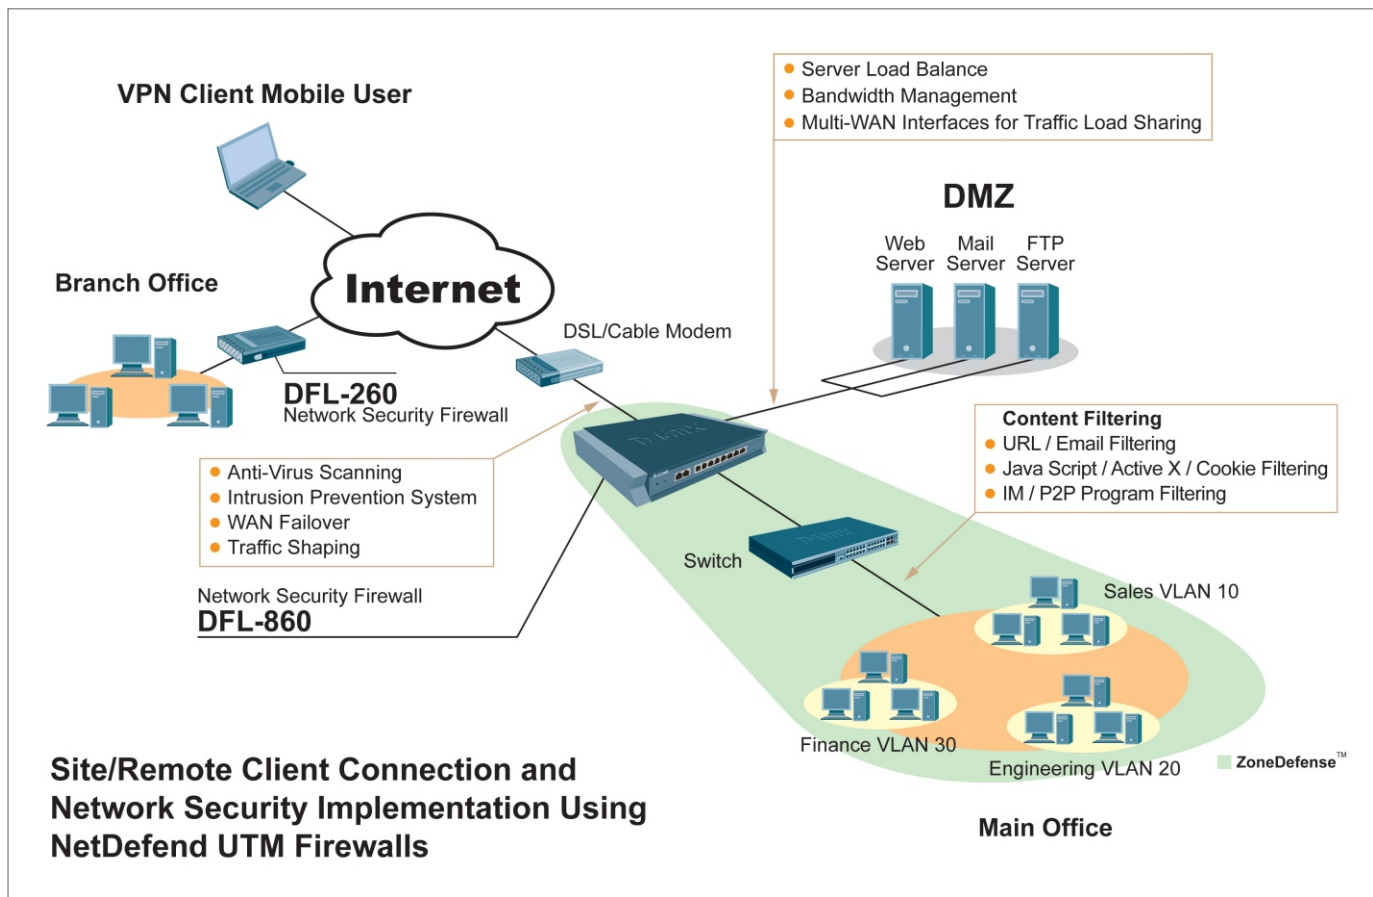 VPN Client Mobile User
Server Load Balance
Bandwidth Management
Multi-WAN Interfaces for Traffic Load Sharing
DMZ
Web
Server
Mail
Server
FTP
Server
Internet
Branch Office
DSL/Cable Modem
DFL-260
Network Security Firewall
D-Link
Anti-Virus Scanning
Intrusion Prevention System
WAN Failover
Traffic Shaping
Content Filtering
URL / Email Filtering
Java Script / Active X / Cookie Filtering
IM / P2P Program Filtering
D-Link
Switch
Network Security Firewall
DFL-860
Sales VLAN 10
Finance VLAN 30
Engineering VLAN 20
ZoneDefense™
Main Office
Site/Remote Client Connection and
Network Security Implementation Using
NetDefend UTM Firewalls